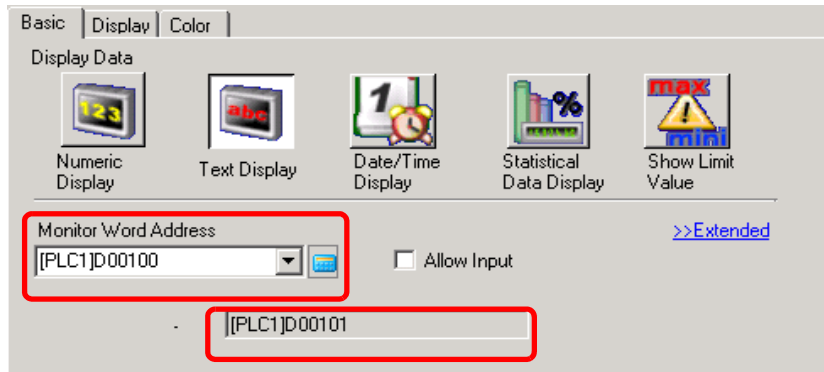 Basic
Display
Color
Display Data
123
abc
1
%
max
mini
Numeric
Display
Text Display
Date/Time
Display
Statistical
Data Display
Show Limit
Value
Monitor Word Address
>>Extended
[PLC1]D00100
Allow Input
- [PLC1]D00101